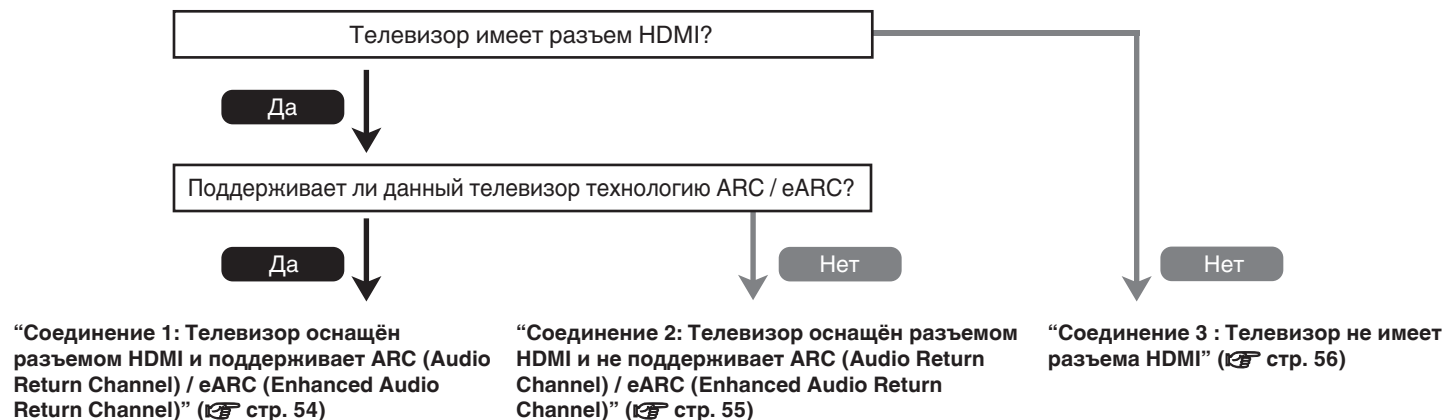 Телевизор имеет разъем HDMI?
Да
Поддерживает ли данный телевизор технологию ARC / eARC?
Да
Нет
Нет
“Соединение 1: Телевизор оснащён
разъемом HDMI и поддерживает ARC (Audio
Return Channel) / eARC (Enhanced Audio
Return Channel)” (☞ стр. 54)
“Соединение 2: Телевизор оснащён разъемом
HDMI и не поддерживает ARC (Audio Return
Channel) / eARC (Enhanced Audio Return
Channel)” (☞ стр. 55)
“Соединение 3 : Телевизор не имеет
разъема HDMI” (☞ стр. 56)